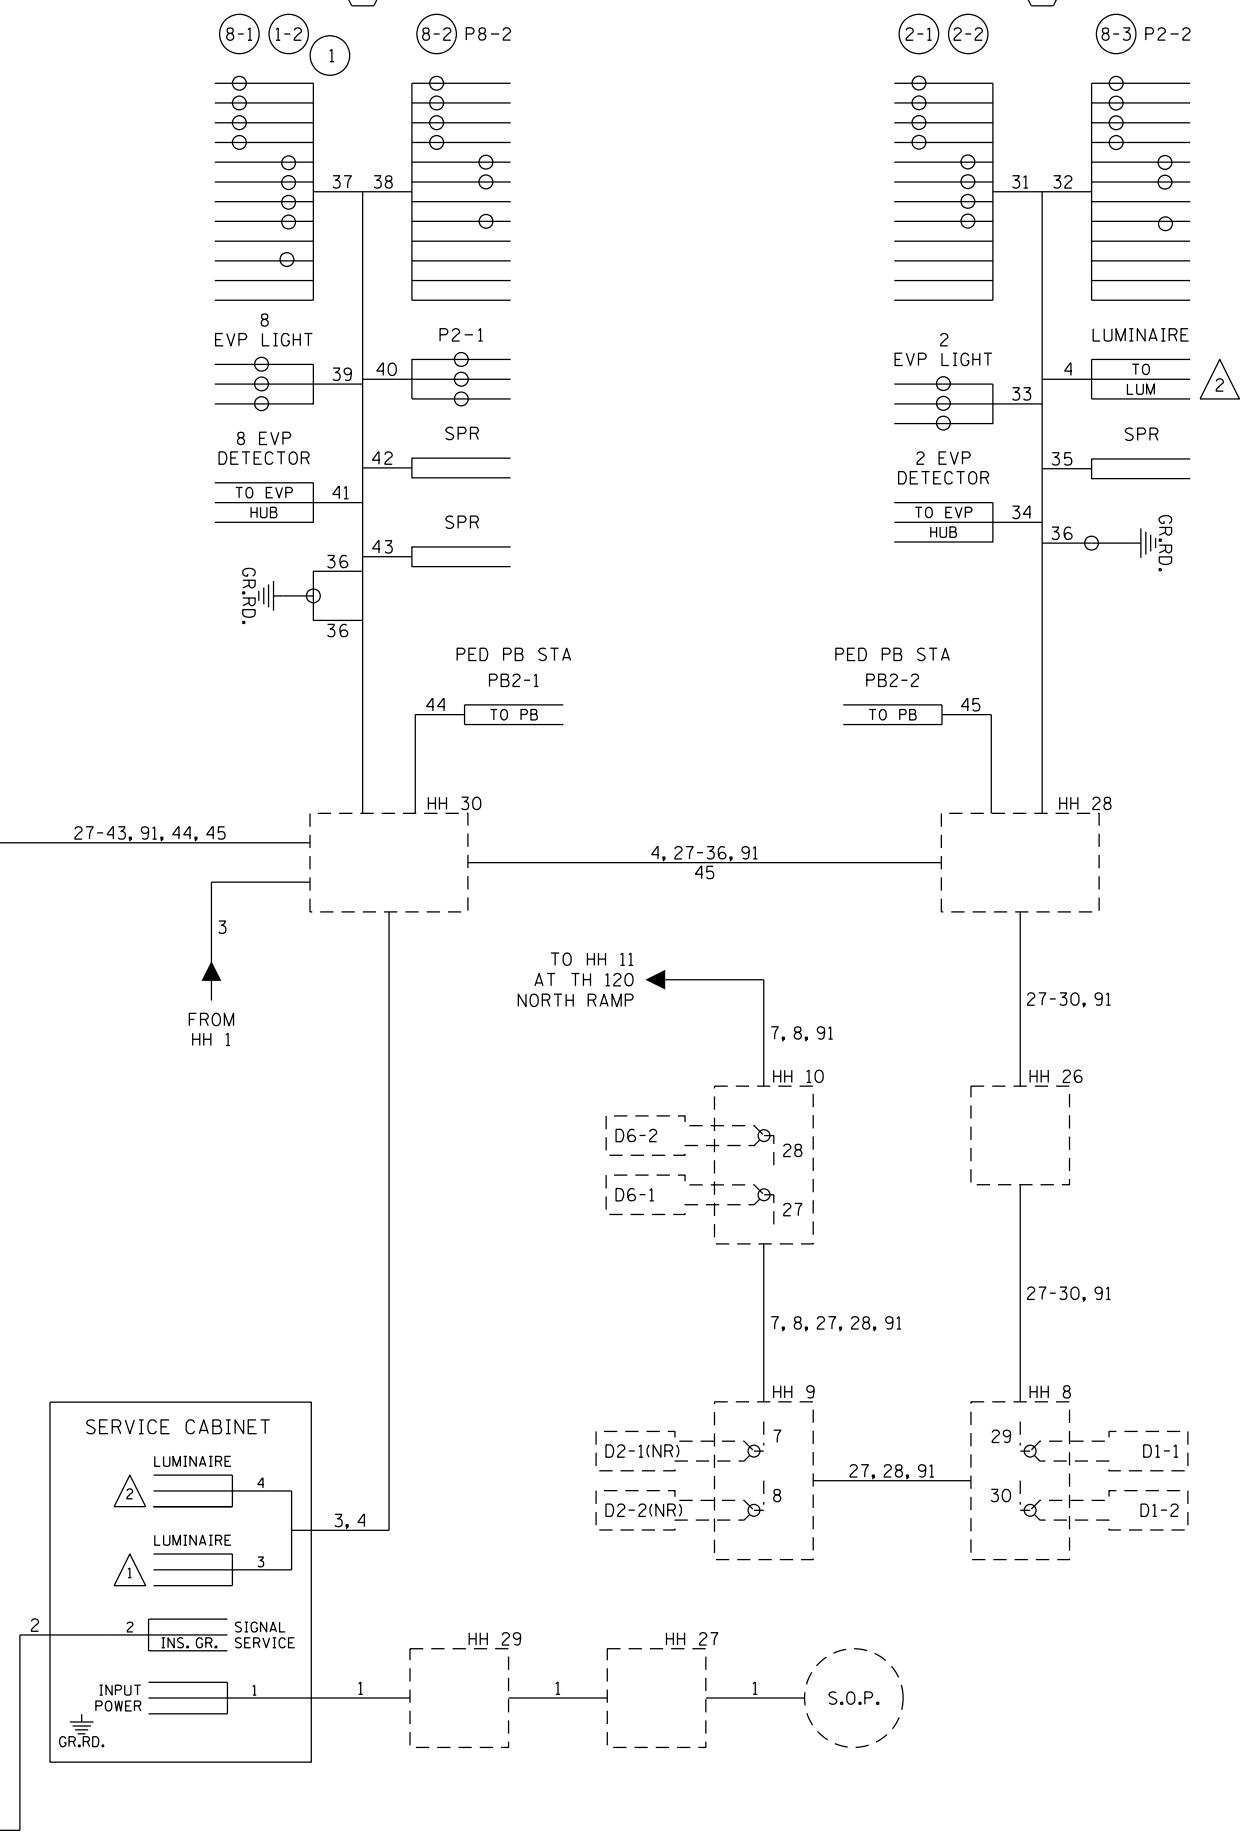 8-1 1-2 1 8-2 P8-2
2-1 2-2 8-3 P2-2
37 38
31 32
8
EVP LIGHT
39
P2-1
40
2
EVP LIGHT
33
LUMINAIRE
4
TO
LUM
2
8 EVP
DETECTOR
TO EVP
HUB
41
SPR
42
SPR
43
36
GR.RD.
36
2 EVP
DETECTOR
TO EVP
HUB
34
SPR
35
36
GR.RD.
PED PB STA
PB2-1
44
TO PB
PED PB STA
PB2-2
45
TO PB
HH 30
HH 28
27-43, 91, 44, 45
4, 27-36, 91
45
3
FROM
HH 1
TO HH 11
AT TH 120
NORTH RAMP
7, 8, 91
27-30, 91
HH 10
HH 26
D6-2
28
D6-1
27
27-30, 91
7, 8, 27, 28, 91
HH 9
HH 8
D2-1(NR)
7
D2-2(NR)
8
27, 28, 91
29
D1-1
30
D1-2
SERVICE CABINET
LUMINAIRE
2
4
3, 4
LUMINAIRE
1
3
2
2
SIGNAL
INS. GR.
SERVICE
INPUT
POWER
1
GR.RD.
1
HH 29
1
HH 27
1
S.O.P.